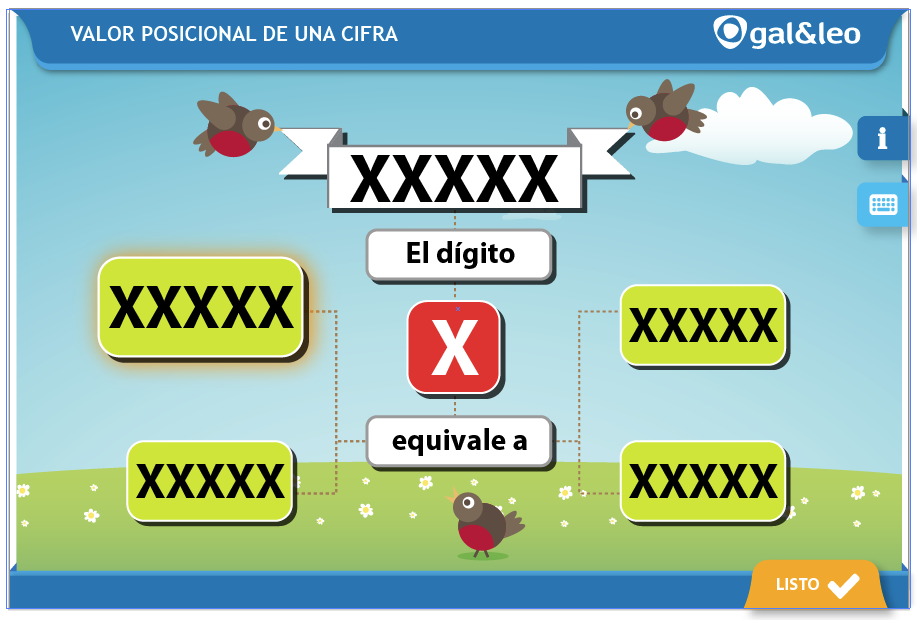 VALOR POSICIONAL DE UNA CIFRA
gal&leo
XXXXX
El dígito
XXXXX
XXXXX
X
equivale a
XXXXX
XXXXX
i
LISTO